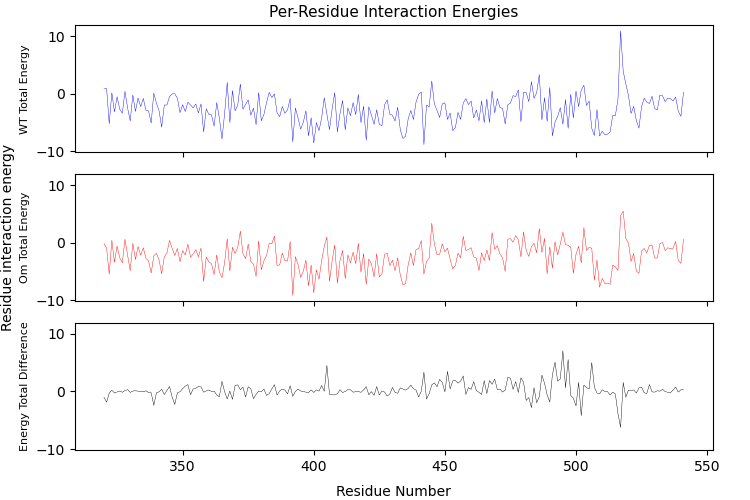 Per-Residue Interaction Energies
Residue interaction energy
WT Total Energy
10
0
−10
Om Total Energy
10
0
−10
Energy Total Difference
10
0
−10
350
400
450
500
550
Residue Number